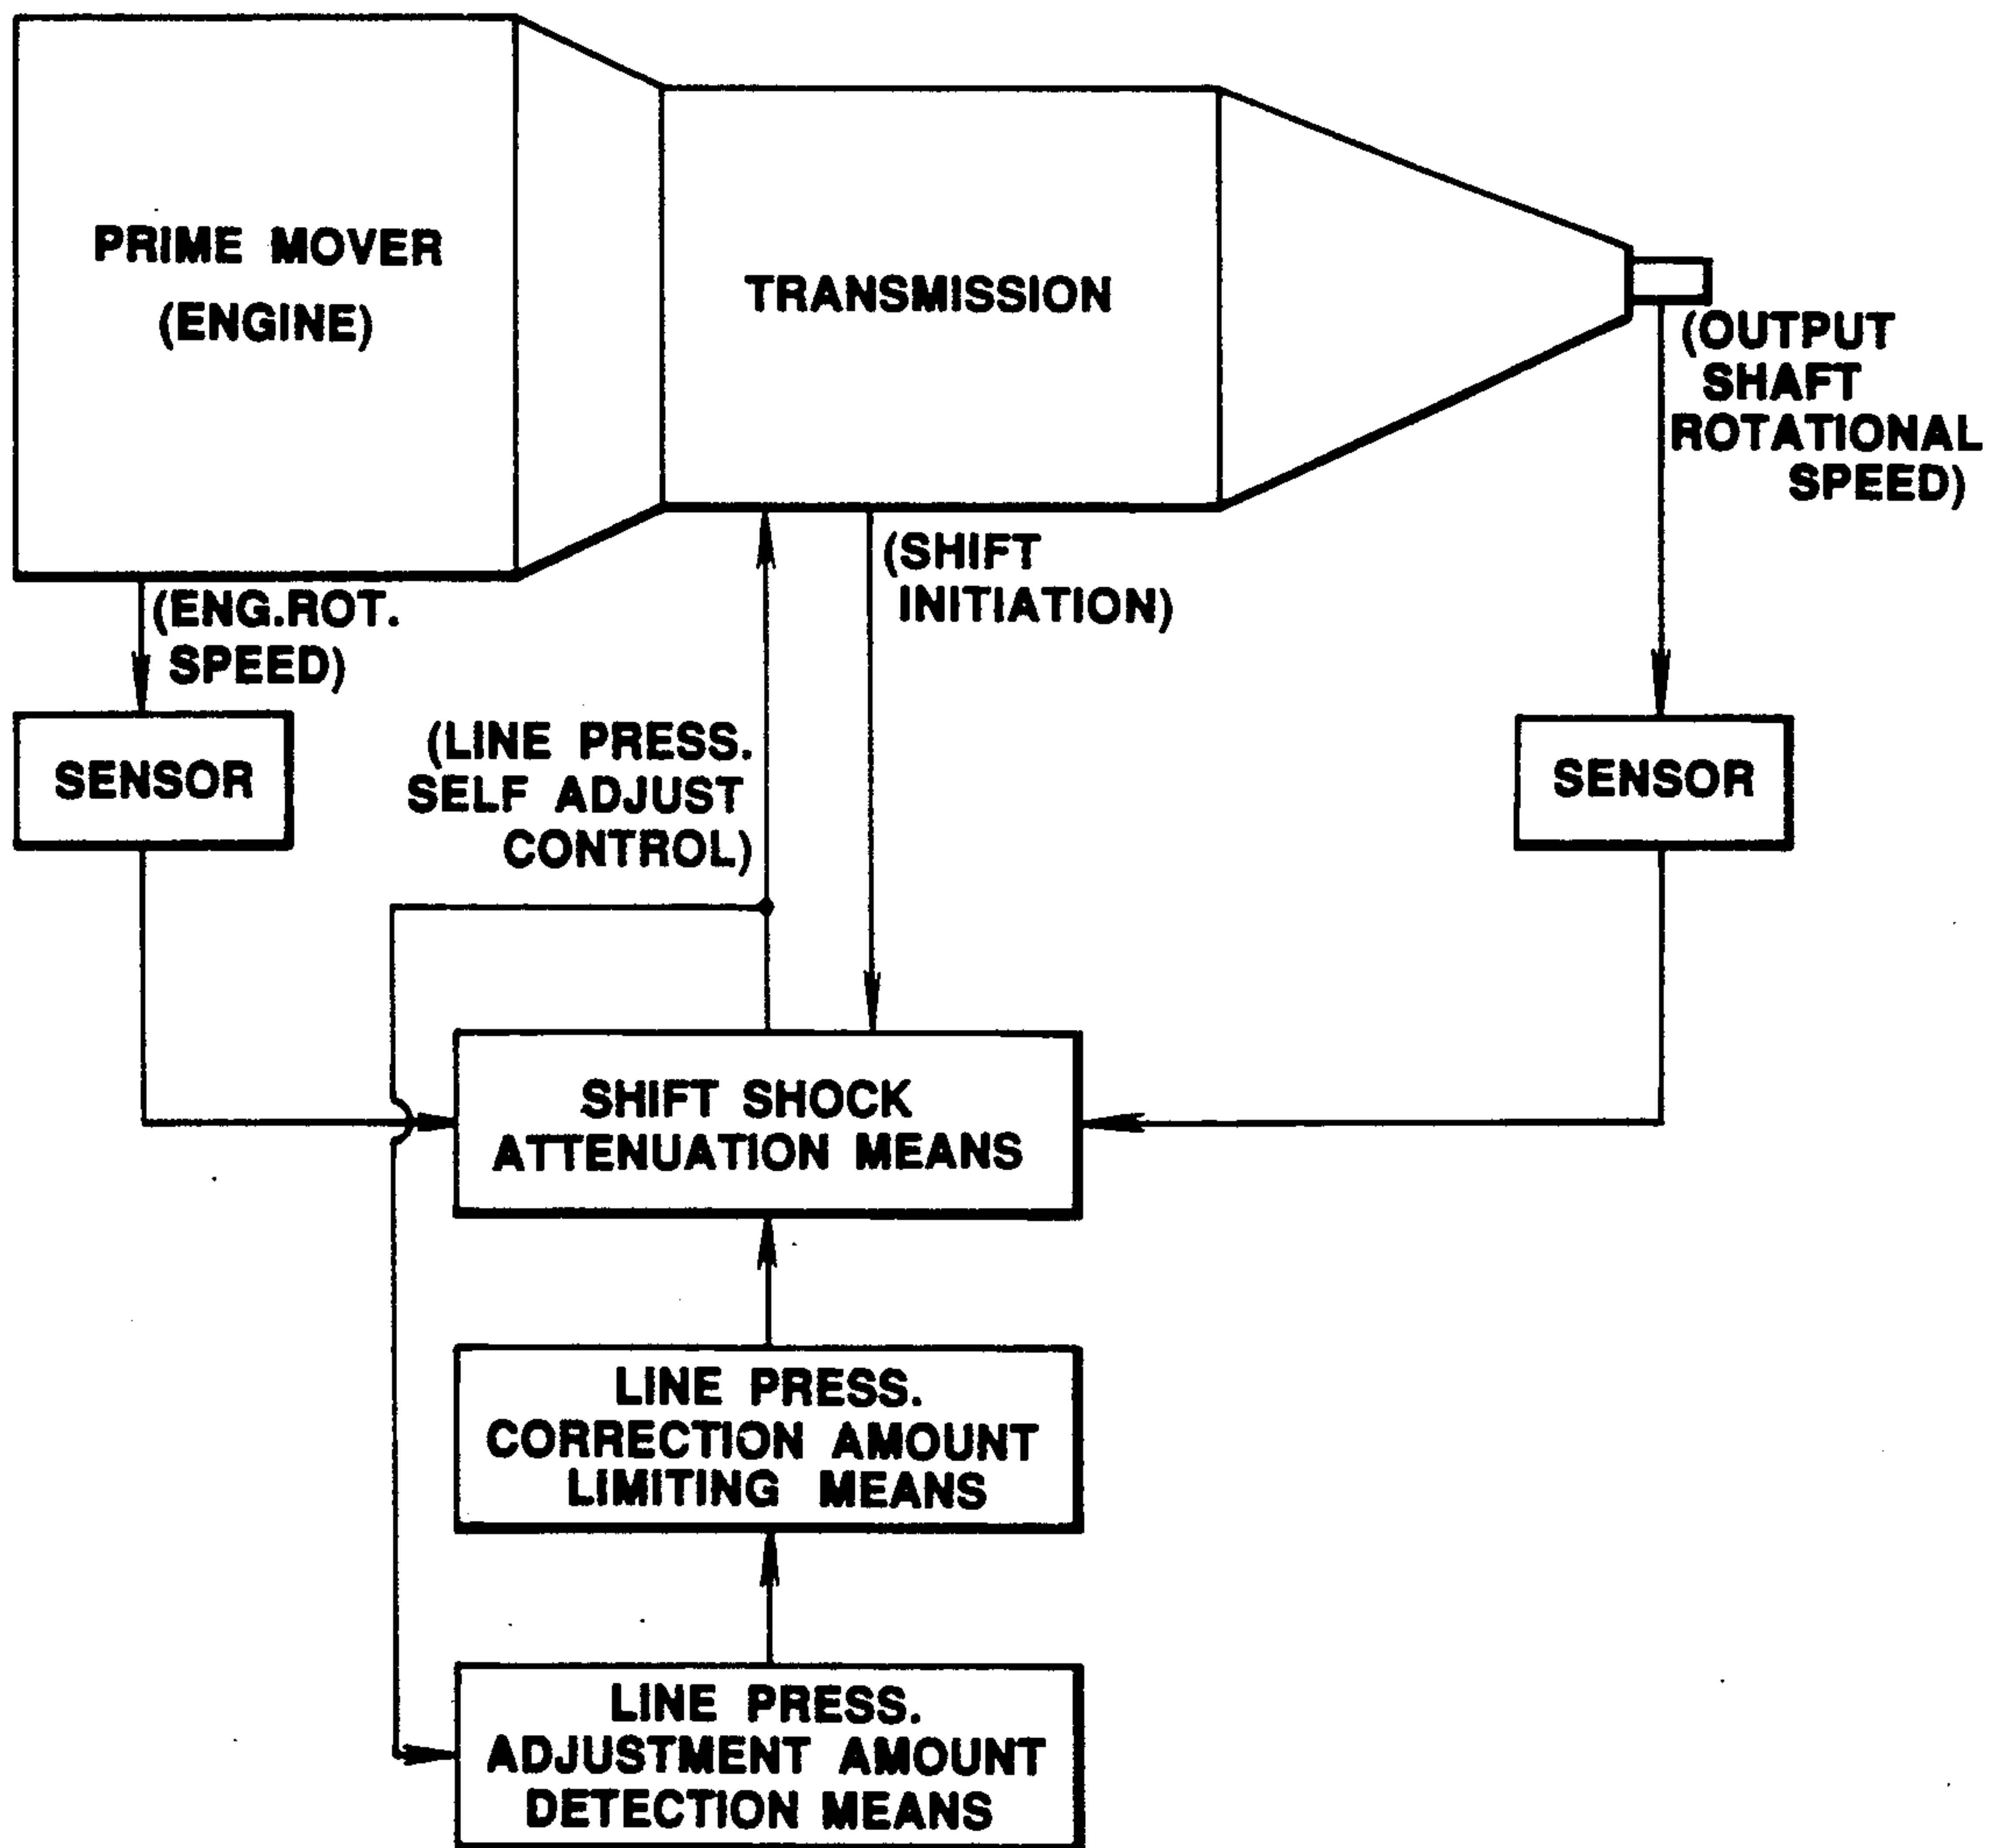 PRIME MOVER
(ENGINE)
TRANSMISSION
(OUTPUT
SHAFT
ROTATIONAL
SPEED)
(SHIFT
INITIATION)
(ENG.ROT.
SPEED)
(LINE PRESS.
SELF ADJUST
CONTROL)
SENSOR
SENSOR
SHIFT SHOCK
ATTENUATION MEANS
LINE PRESS.
CORRECTION AMOUNT
LIMITING MEANS
LINE PRESS.
ADJUSTMENT AMOUNT
DETECTION MEANS